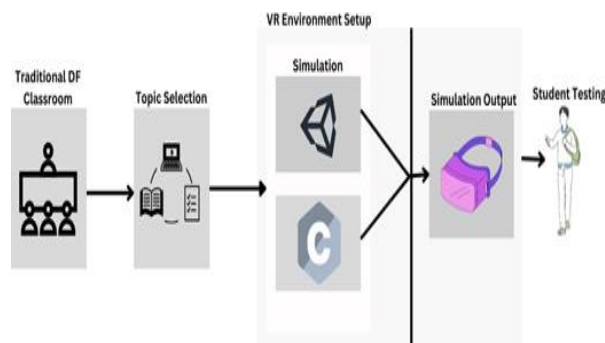 VR Environment Setup
Traditional DF
Classroom
Topic Selection
Simulation
Simulation Output
Student Testing
C